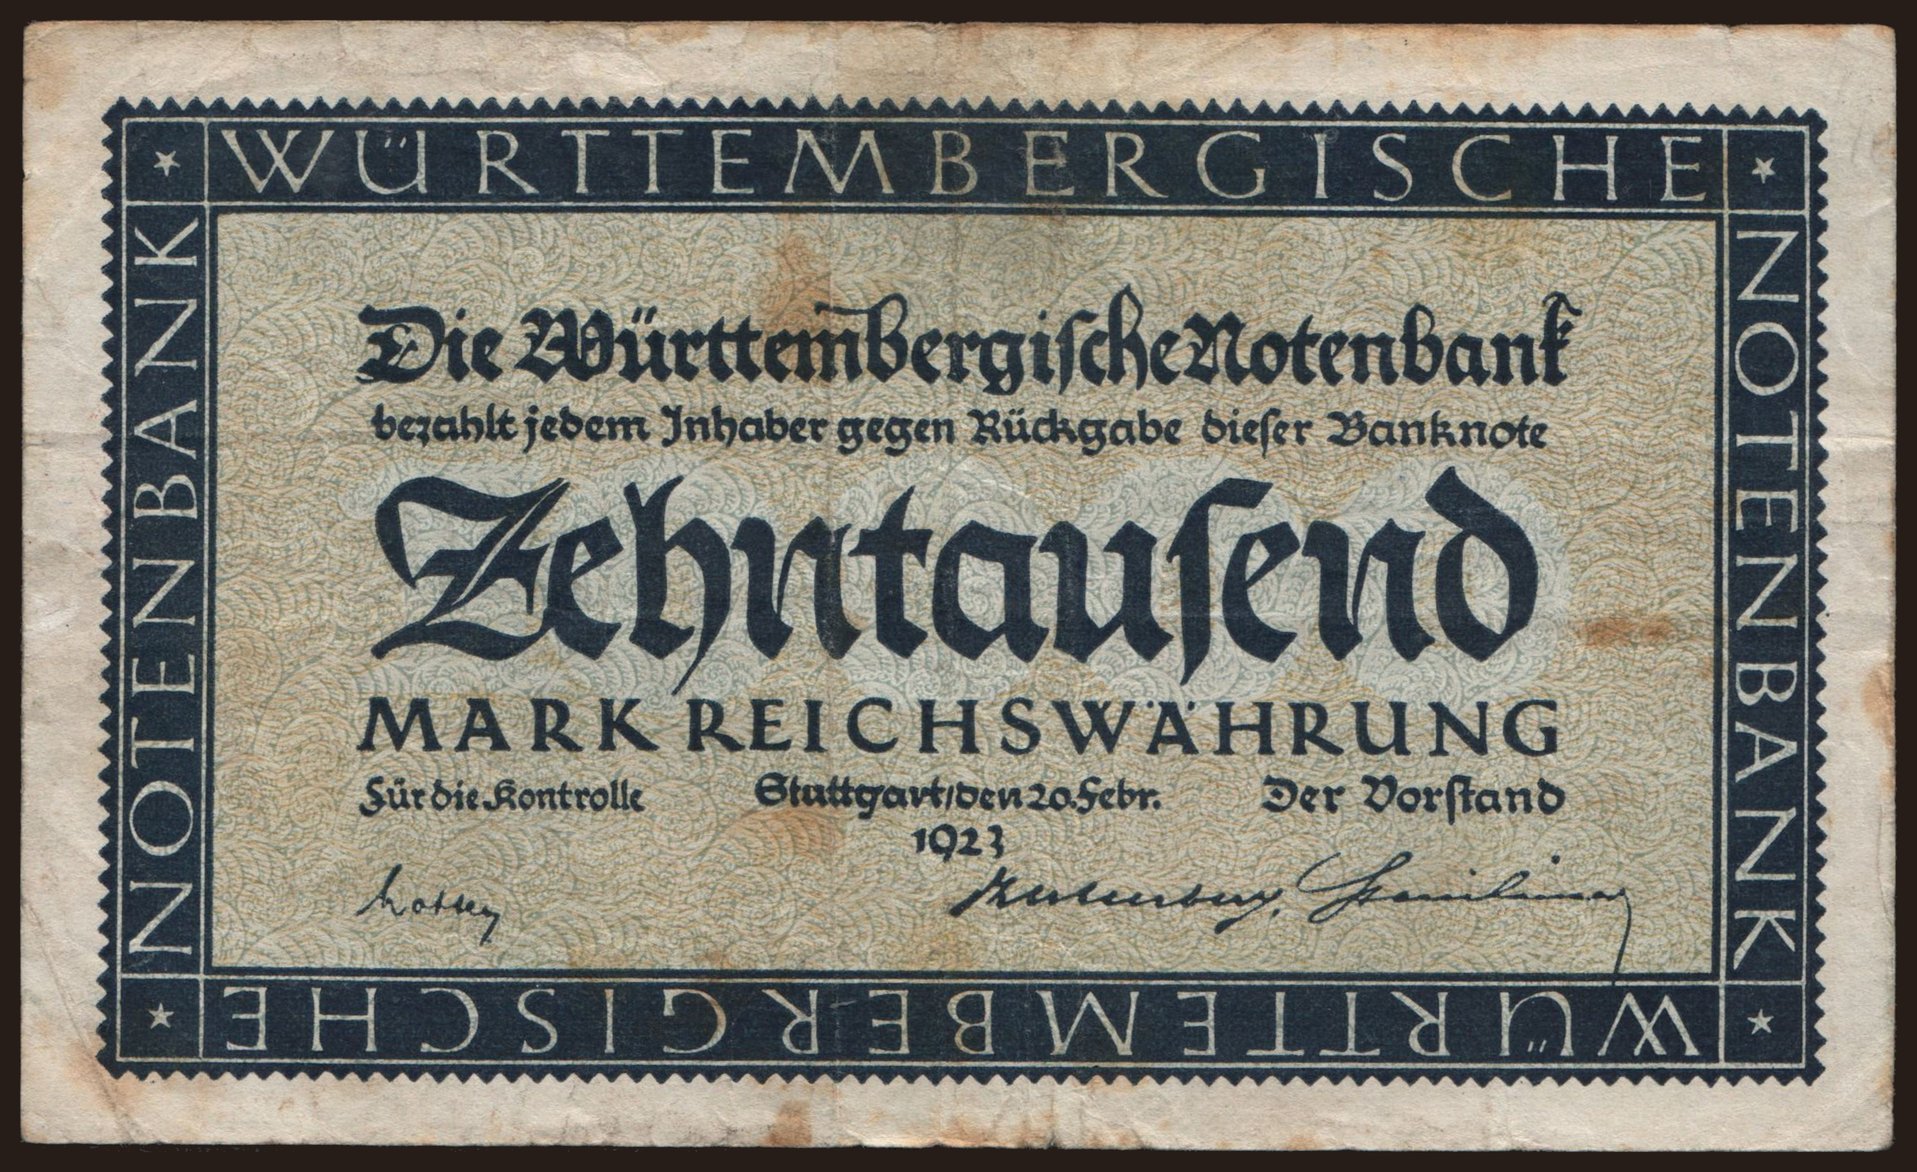 WÜRTTEMBERGISCHE
NOTENBANK
NOTENBANK
Die Württembergische Notenbank
bezahlt jedem Inhaber gegen Rückgabe dieser Banknote
Zehntausend
MARK REICHSWÄHRUNG
Für die Kontrolle Stuttgart, den 20. Febr. 1923 Der Vorstand
WÜRTTEMBERGISCHE